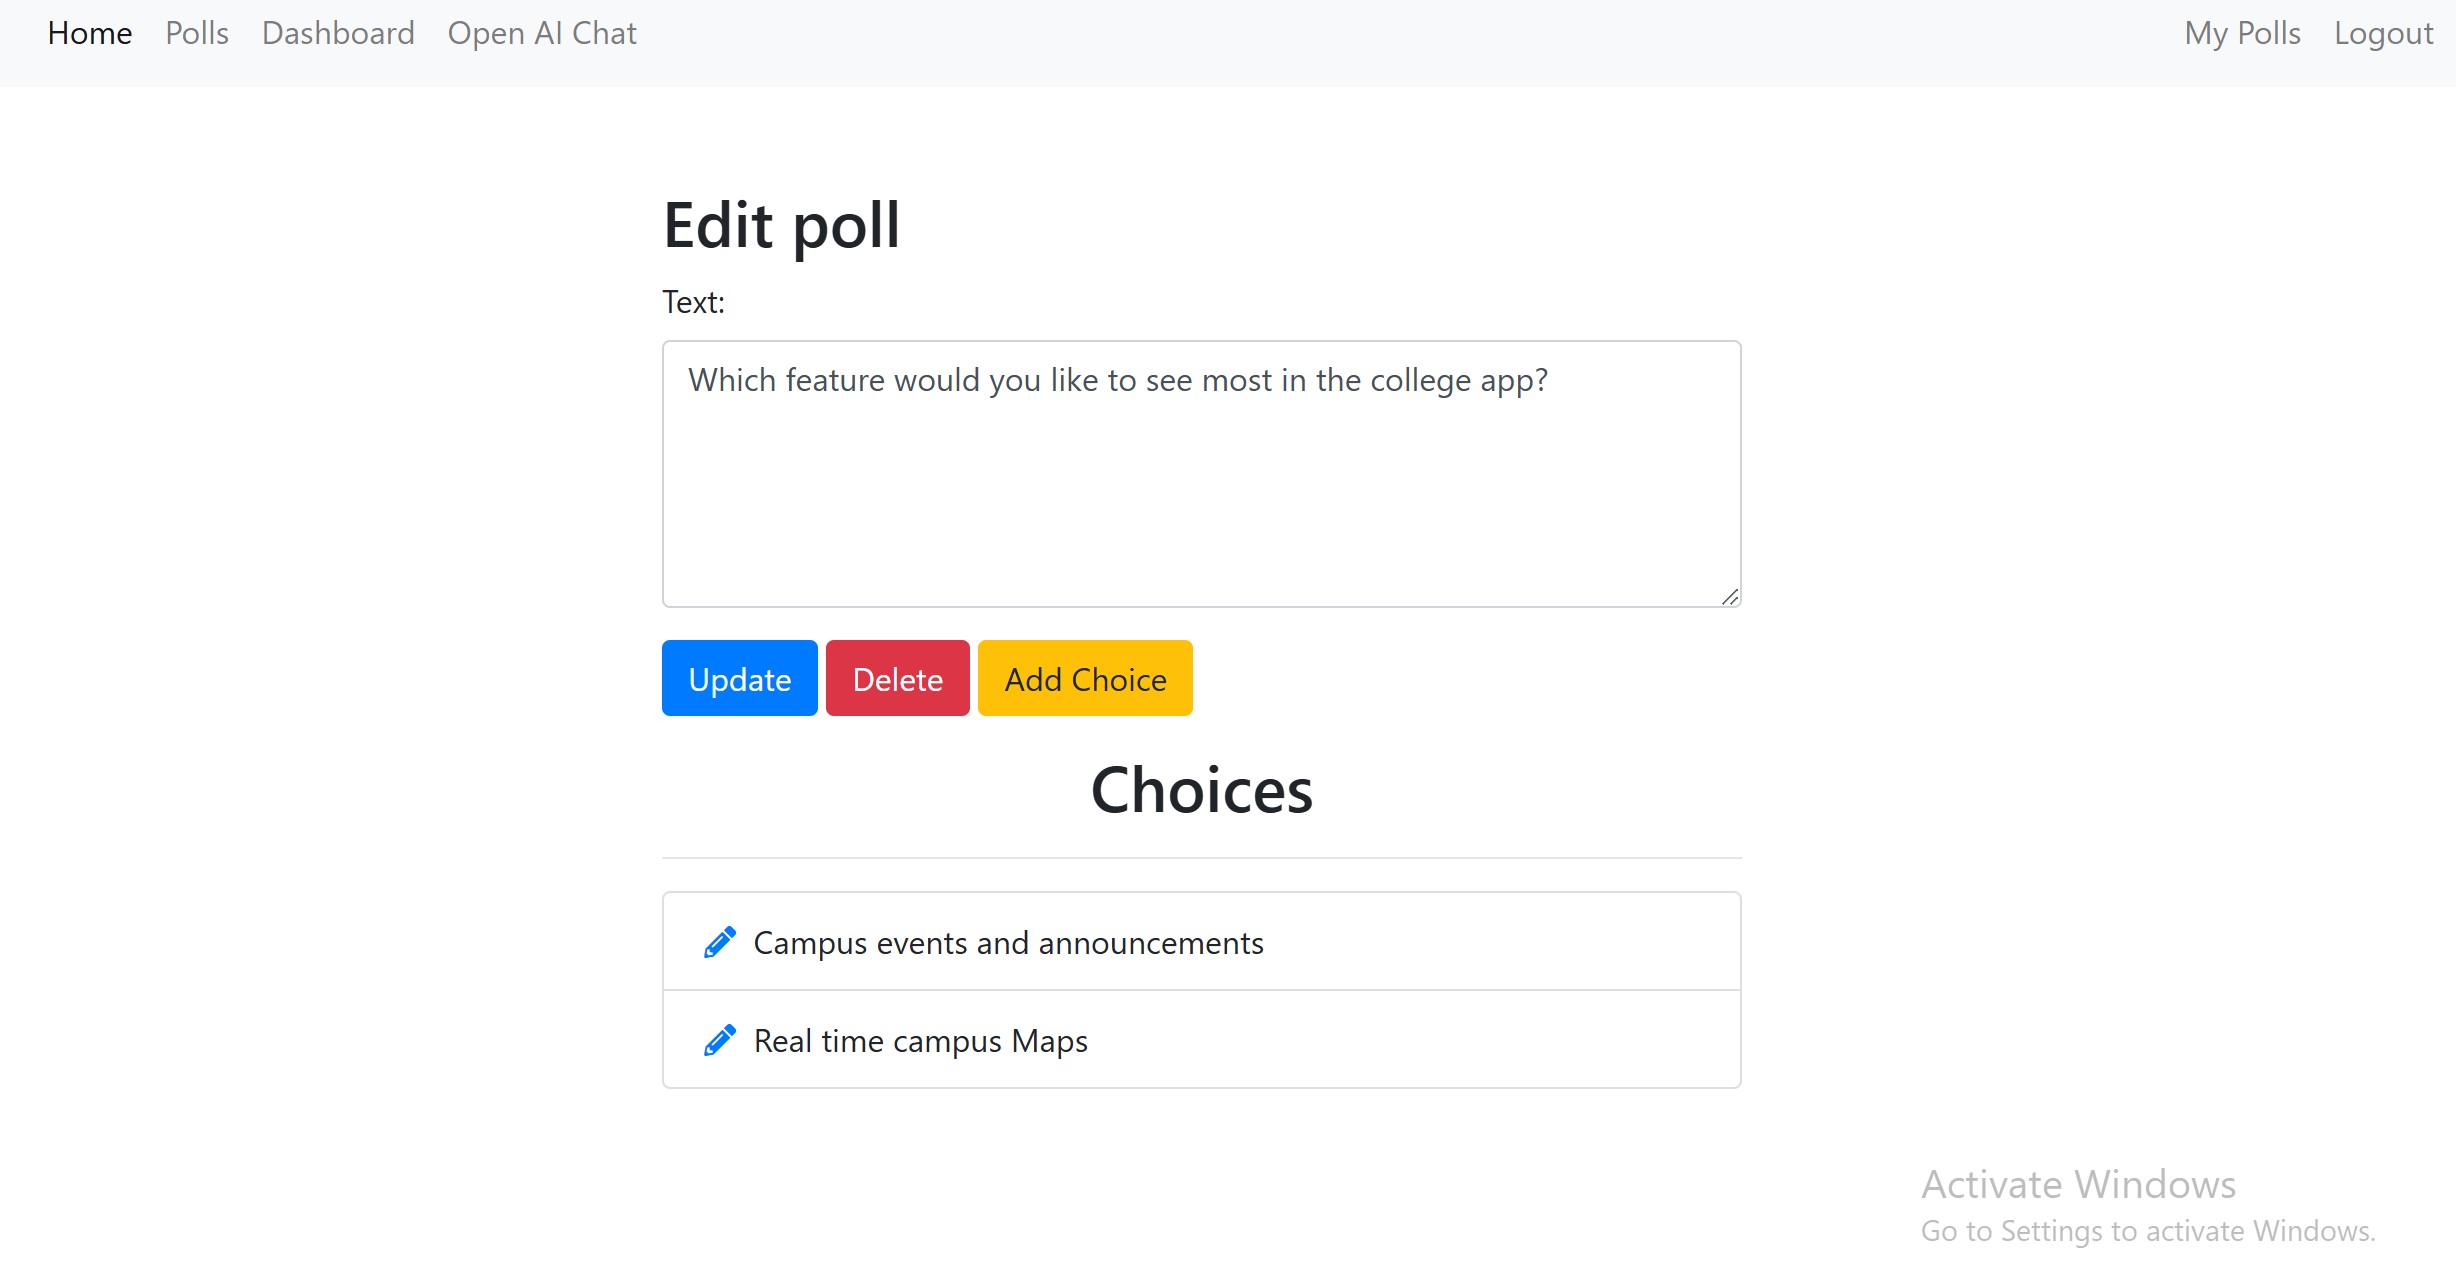 Home Polls Dashboard Open AI Chat My Polls Logout
Edit poll
Text:
Which feature would you like to see most in the college app?
Update Delete Add Choice
Choices
Campus events and announcements
Real time campus Maps
Activate Windows
Go to Settings to activate Windows.